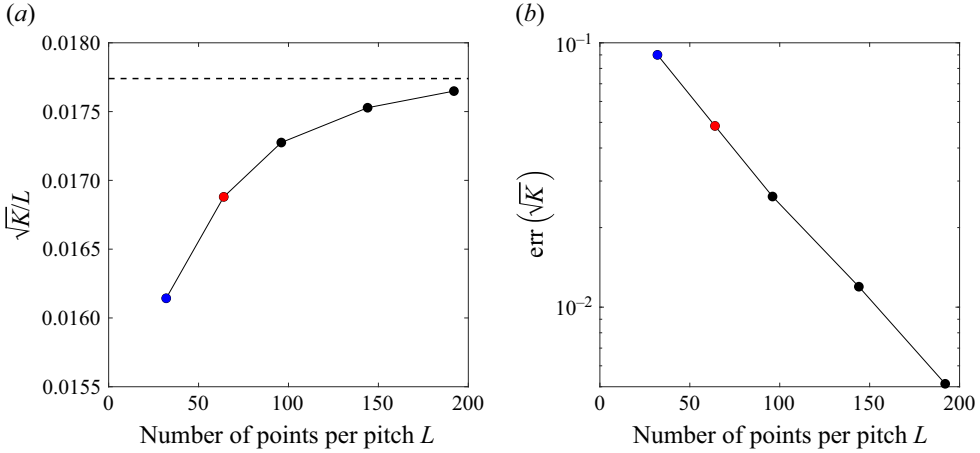 (a)
0.0180
0.0175
0.0170
0.0165
0.0160
0.0155
√K/L
0 50 100 150 200
Number of points per pitch L
(b)
10⁻¹
10⁻²
err (√K)
0 50 100 150 200
Number of points per pitch L